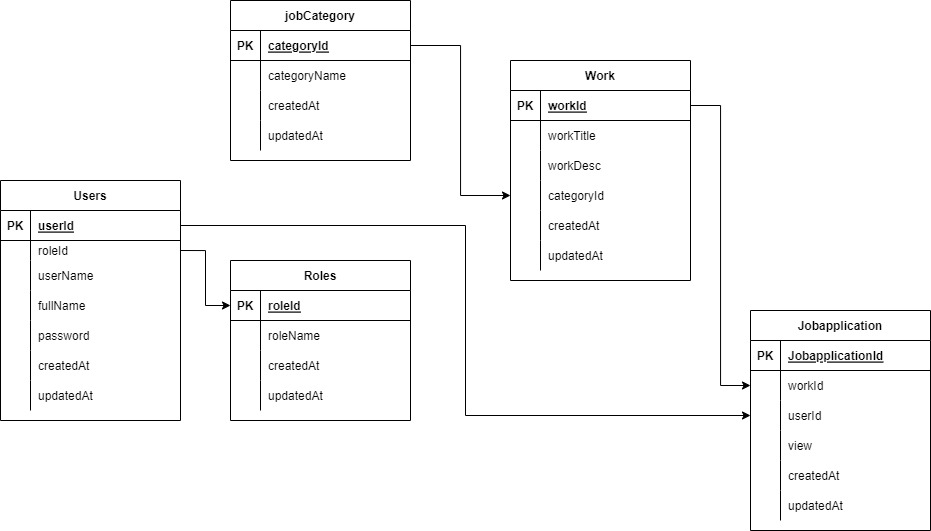 jobCategory
PK categoryId
categoryName
createdAt
updatedAt
Work
PK workId
workTitle
workDesc
categoryId
createdAt
updatedAt
Users
PK userId
roleId
userName
fullName
password
createdAt
updatedAt
Roles
PK roleId
roleName
createdAt
updatedAt
Jobapplication
PK JobapplicationId
workId
userId
view
createdAt
updatedAt